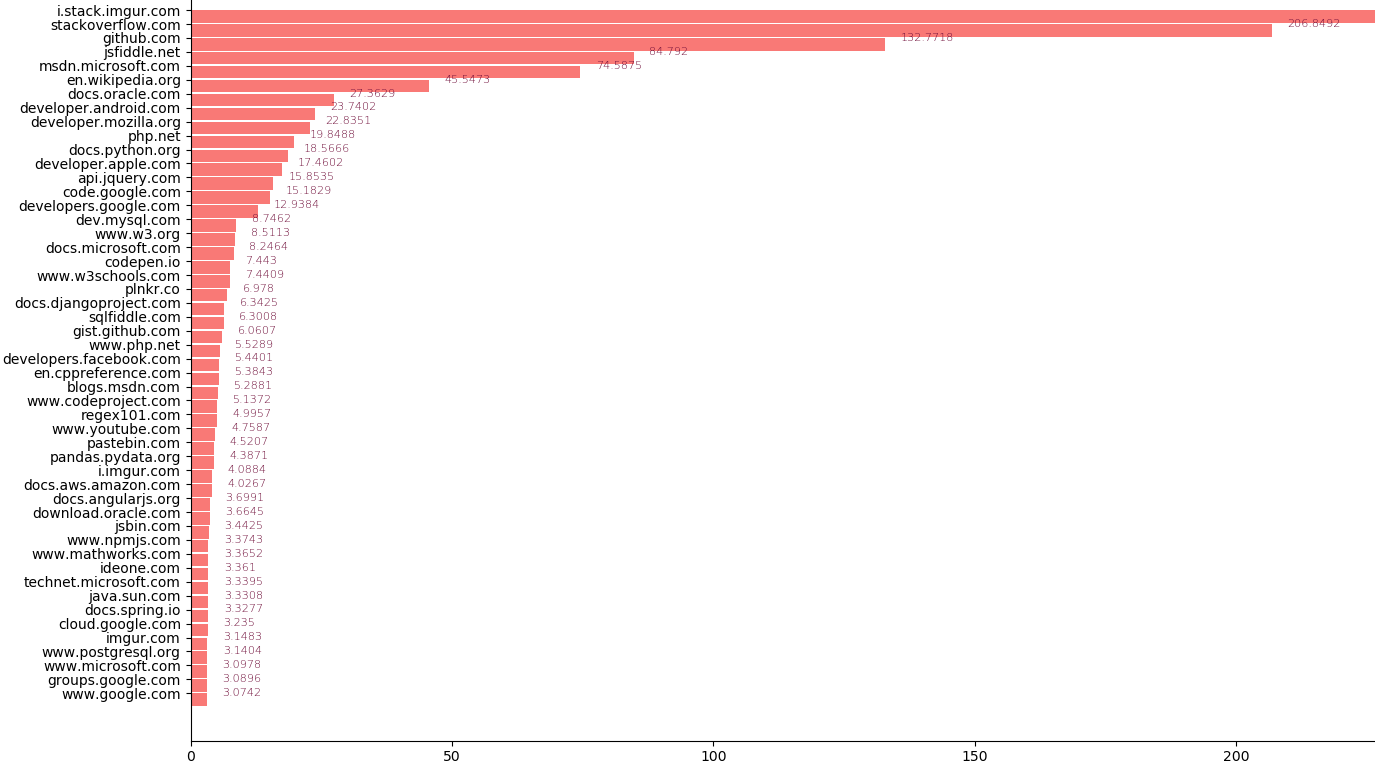 i.stack.imgur.com
stackoverflow.com 206.8492
github.com 132.7718
jsfiddle.net 84.792
msdn.microsoft.com 74.5875
en.wikipedia.org 45.5473
docs.oracle.com 27.3629
developer.android.com 23.7402
developer.mozilla.org 22.8351
php.net 19.8488
docs.python.org 18.5666
developer.apple.com 17.4602
api.jquery.com 15.8535
code.google.com 15.1829
developers.google.com 12.9384
dev.mysql.com 8.7462
www.w3.org 8.5113
docs.microsoft.com 8.2464
codepen.io 7.443
www.w3schools.com 7.4409
plnkr.co 6.978
docs.djangoproject.com 6.3425
sqlfiddle.com 6.3008
gist.github.com 6.0607
www.php.net 5.5289
developers.facebook.com 5.4401
en.cppreference.com 5.3843
blogs.msdn.com 5.2881
www.codeproject.com 5.1372
regex101.com 4.9957
www.youtube.com 4.7587
pastebin.com 4.5207
pandas.pydata.org 4.3871
i.imgur.com 4.0884
docs.aws.amazon.com 4.0267
docs.angularjs.org 3.6991
download.oracle.com 3.6645
jsbin.com 3.4425
www.npmjs.com 3.3743
www.mathworks.com 3.3652
ideone.com 3.361
technet.microsoft.com 3.3395
java.sun.com 3.3308
docs.spring.io 3.3277
cloud.google.com 3.235
imgur.com 3.1483
www.postgresql.org 3.1404
www.microsoft.com 3.0978
groups.google.com 3.0896
www.google.com 3.0742
0 50 100 150 200